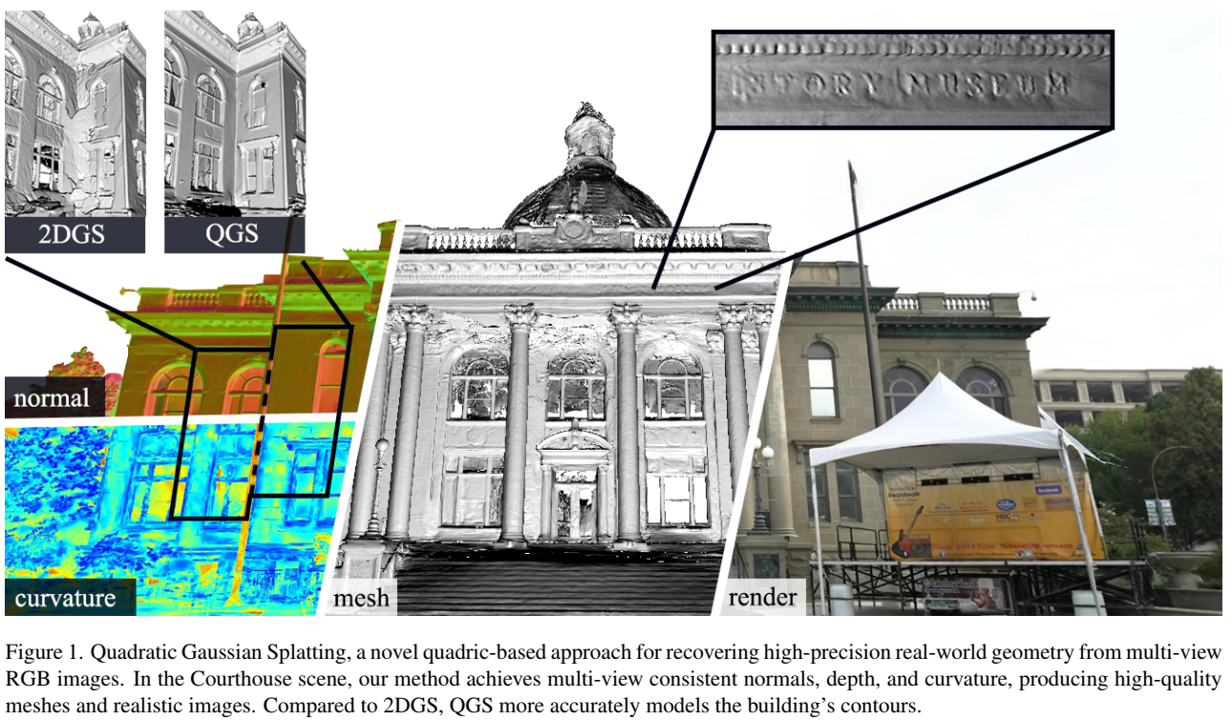 STORY MUSEUM
2DGS
QGS
normal
curvature
mesh
render
Boardwalk
facebook
Figure 1. Quadratic Gaussian Splatting, a novel quadric-based approach for recovering high-precision real-world geometry from multi-view
RGB images. In the Courthouse scene, our method achieves multi-view consistent normals, depth, and curvature, producing high-quality
meshes and realistic images. Compared to 2DGS, QGS more accurately models the building's contours.